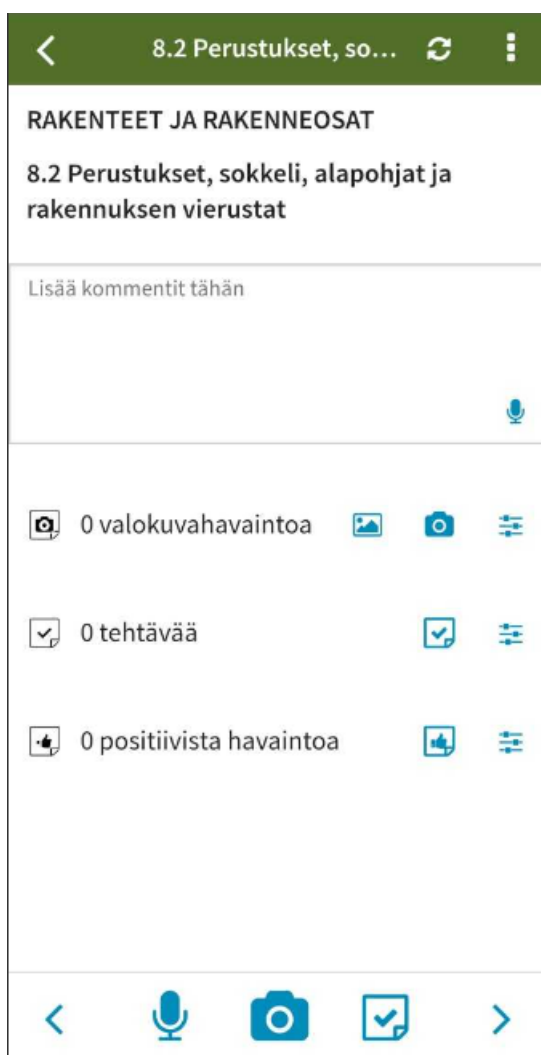 8.2 Perustukset, so...
RAKENTEET JA RAKENNEOSAT
8.2 Perustukset, sokkeli, alapohjat ja
rakennuksen vierustat
Lisää kommentit tähän
0 valokuvahavaintoa
0 tehtävää
0 positiivista havaintoa